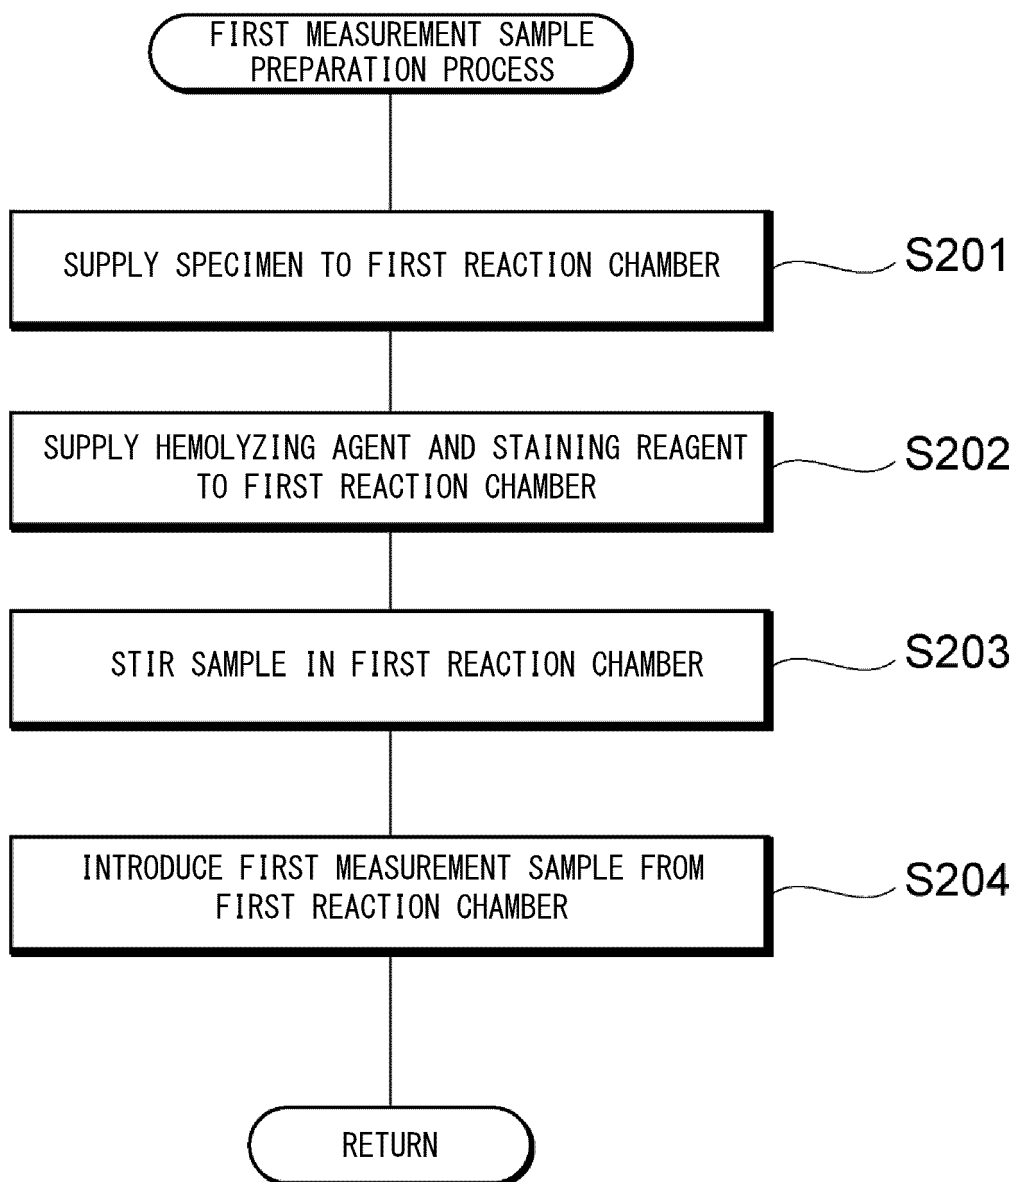 FIRST MEASUREMENT SAMPLE
PREPARATION PROCESS
SUPPLY SPECIMEN TO FIRST REACTION CHAMBER
S201
SUPPLY HEMOLYZING AGENT AND STAINING REAGENT
TO FIRST REACTION CHAMBER
S202
STIR SAMPLE IN FIRST REACTION CHAMBER
S203
INTRODUCE FIRST MEASUREMENT SAMPLE FROM
FIRST REACTION CHAMBER
S204
RETURN